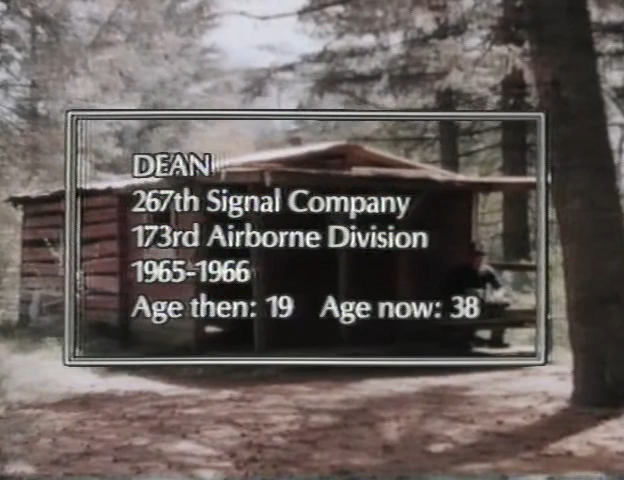 DEAN
267th Signal Company
173rd Airborne Division
1965-1966
Age then: 19 Age now: 38